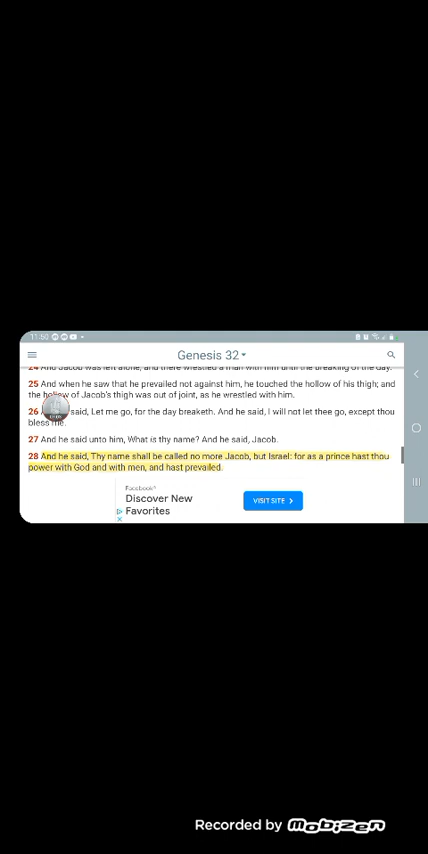 11:50
Genesis 32
24 And Jacob was left alone; and there wrestled a man with him until the breaking of the day.
25 And when he saw that he prevailed not against him, he touched the hollow of his thigh; and
the hollow of Jacob's thigh was out of joint, as he wrestled with him.
26 said, Let me go, for the day breaketh. And he said, I will not let thee go, except thou
bless me.
27 And he said unto him, What is thy name? And he said, Jacob.
28 And he said, Thy name shall be called no more Jacob, but Israel: for as a prince hast thou
power with God and with men, and hast prevailed.
Facebook®
Discover New
Favorites
VISIT SITE
Recorded by Mobizen